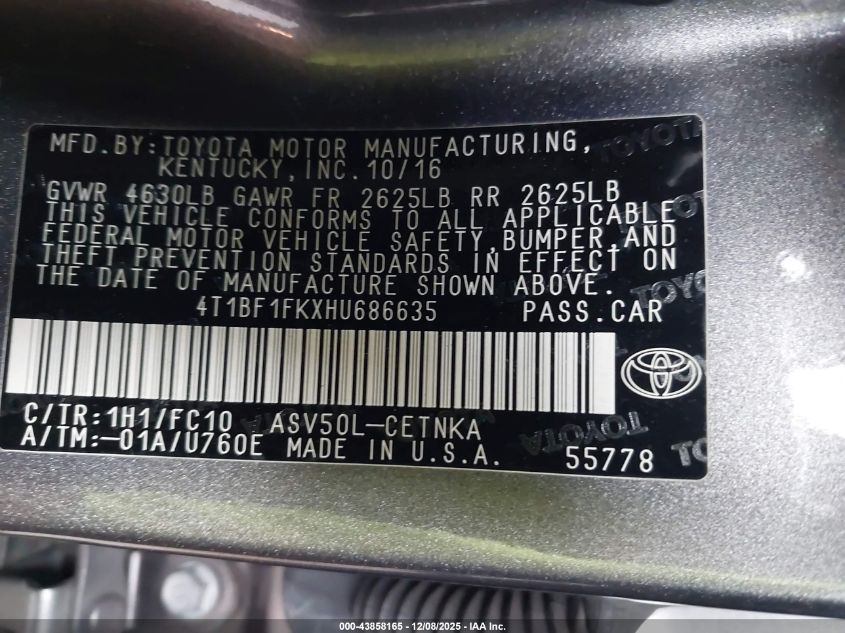 MFD.BY:TOYOTA MOTOR MANUFACTURING,
KENTUCKY, INC.10/16
GVWR 4630LB GAWR FR 2625LB RR 2625LB
THIS VEHICLE CONFORMS TO ALL APPLICABLE
FEDERAL MOTOR VEHICLE SAFETY,BUMPER,AND
THEFT PREVENTION STANDARDS IN EFFECT ON
THE DATE OF MANUFACTURE SHOWN ABOVE.
4T1BF1FKXHU686635 PASS.CAR
C/TR:1H1/FC10 ASV50L-CETNKA
A/TM:-01A/U760E MADE IN U.S.A. 55778
000-43858165 - 12/08/2025 - IAA Inc.